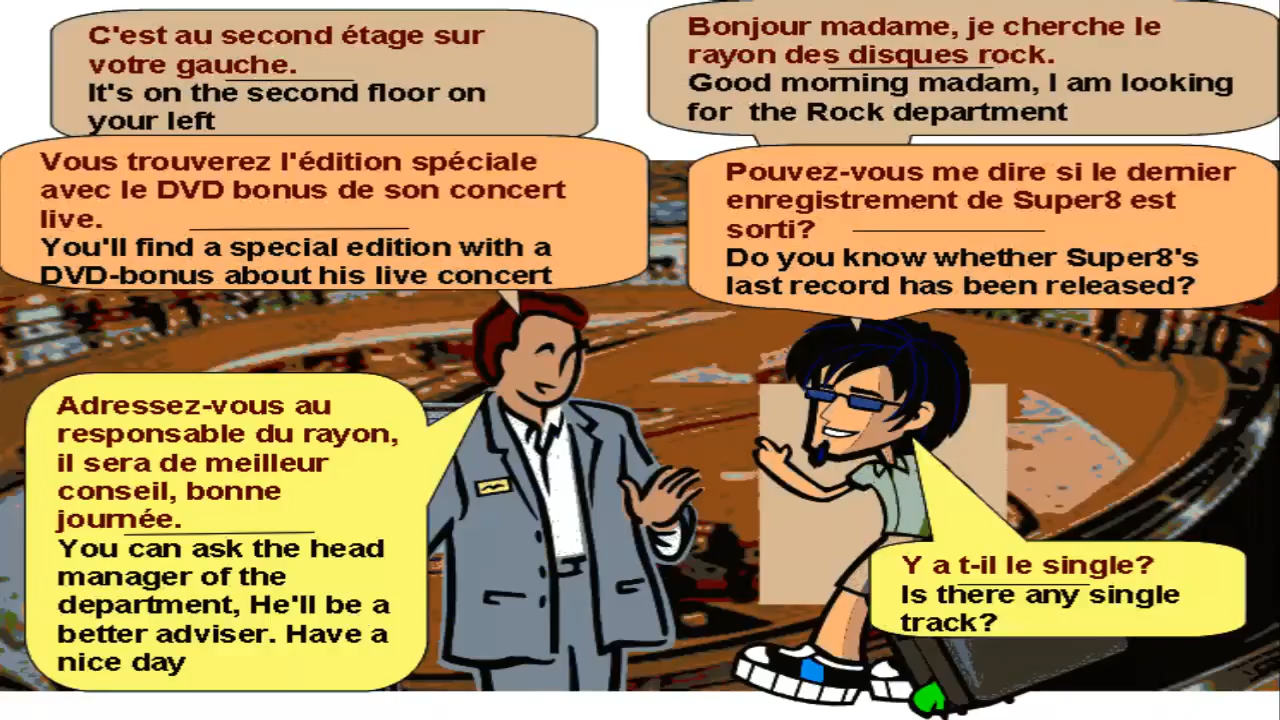 Bonjour madame, je cherche le
rayon des disques rock.
Good morning madam, I am looking
for the Rock department
C'est au second étage sur
votre gauche.
It's on the second floor on
your left
Pouvez-vous me dire si le dernier
enregistrement de Super8 est
sorti?
Do you know whether Super8's
last record has been released?
Vous trouverez l'édition spéciale
avec le DVD bonus de son concert
live.
You'll find a special edition with a
DVD-bonus about his live concert
Y a t-il le single?
Is there any single
track?
Adressez-vous au
responsable du rayon,
il sera de meilleur
conseil, bonne
journée.
You can ask the head
manager of the
department, He'll be a
better adviser. Have a
nice day